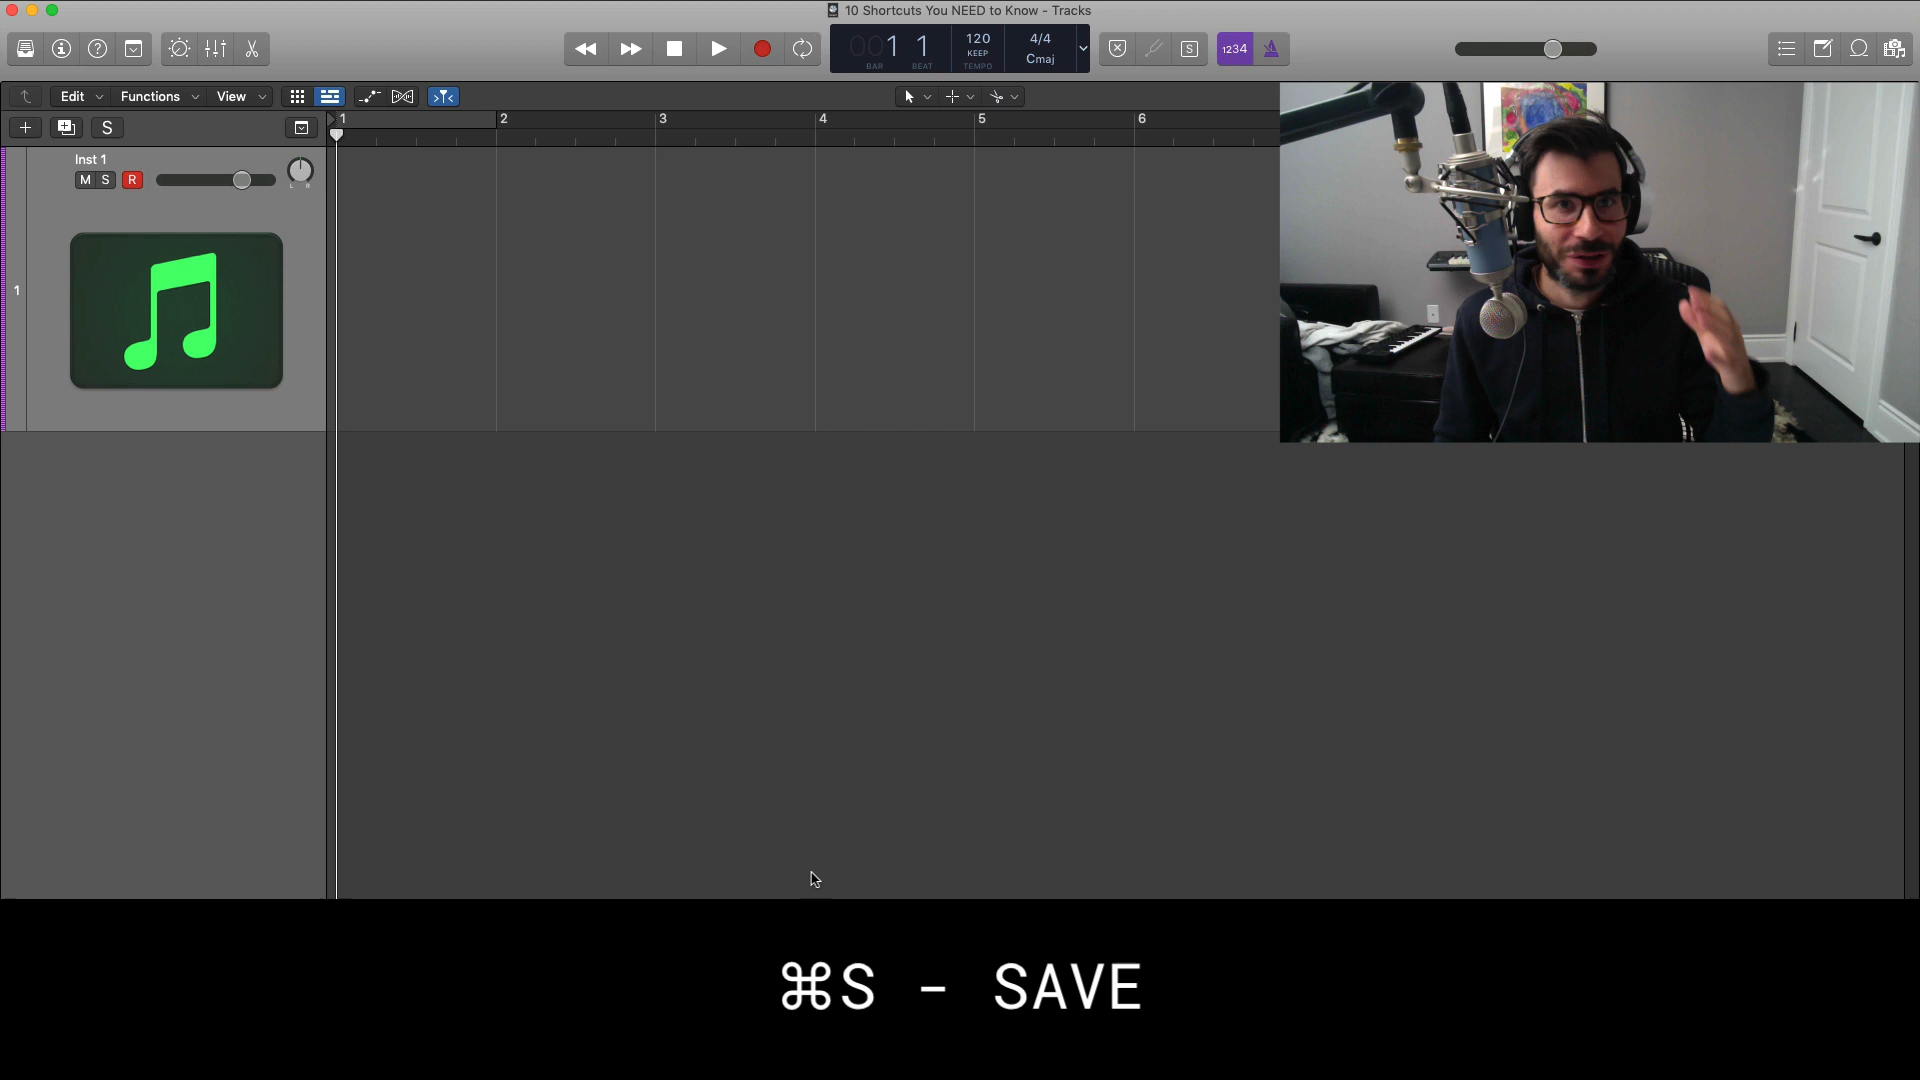 10 Shortcuts You NEED to Know - Tracks
001 1
BAR BEAT
120
KEEP
TEMPO
4/4
Cmaj
S
1234
Edit Functions View
S
1 2 3 4 5 6
Inst 1
M S R
L R
1
⌘S - SAVE